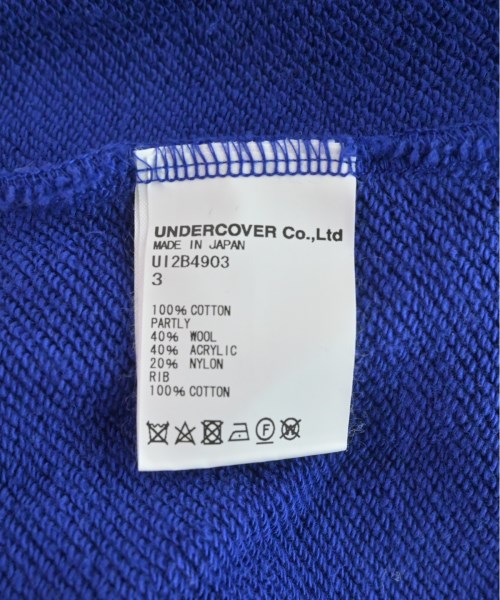 UNDERCOVER Co.,Ltd
MADE IN JAPAN
UI2B4903
3
100% COTTON
PARTLY
40% WOOL
40% ACRYLIC
20% NYLON
RIB
100% COTTON